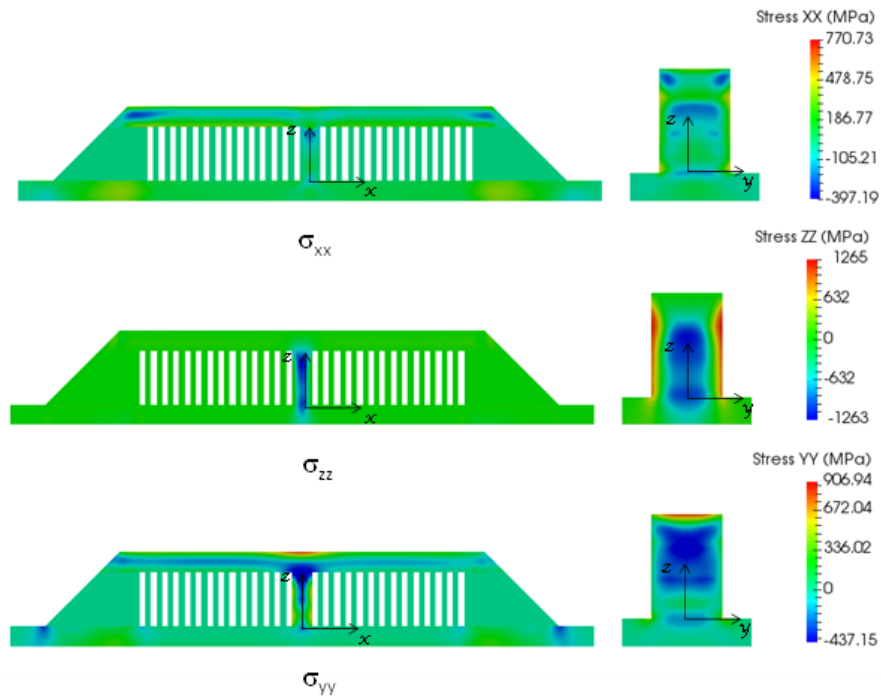 Stress XX (MPa)
770.73
478.75
186.77
-105.21
-397.19
z
x
z
y
σxx
Stress ZZ (MPa)
1265
632
0
-632
-1263
z
x
z
y
σzz
Stress YY (MPa)
906.94
672.04
336.02
0
-437.15
z
x
z
y
σyy